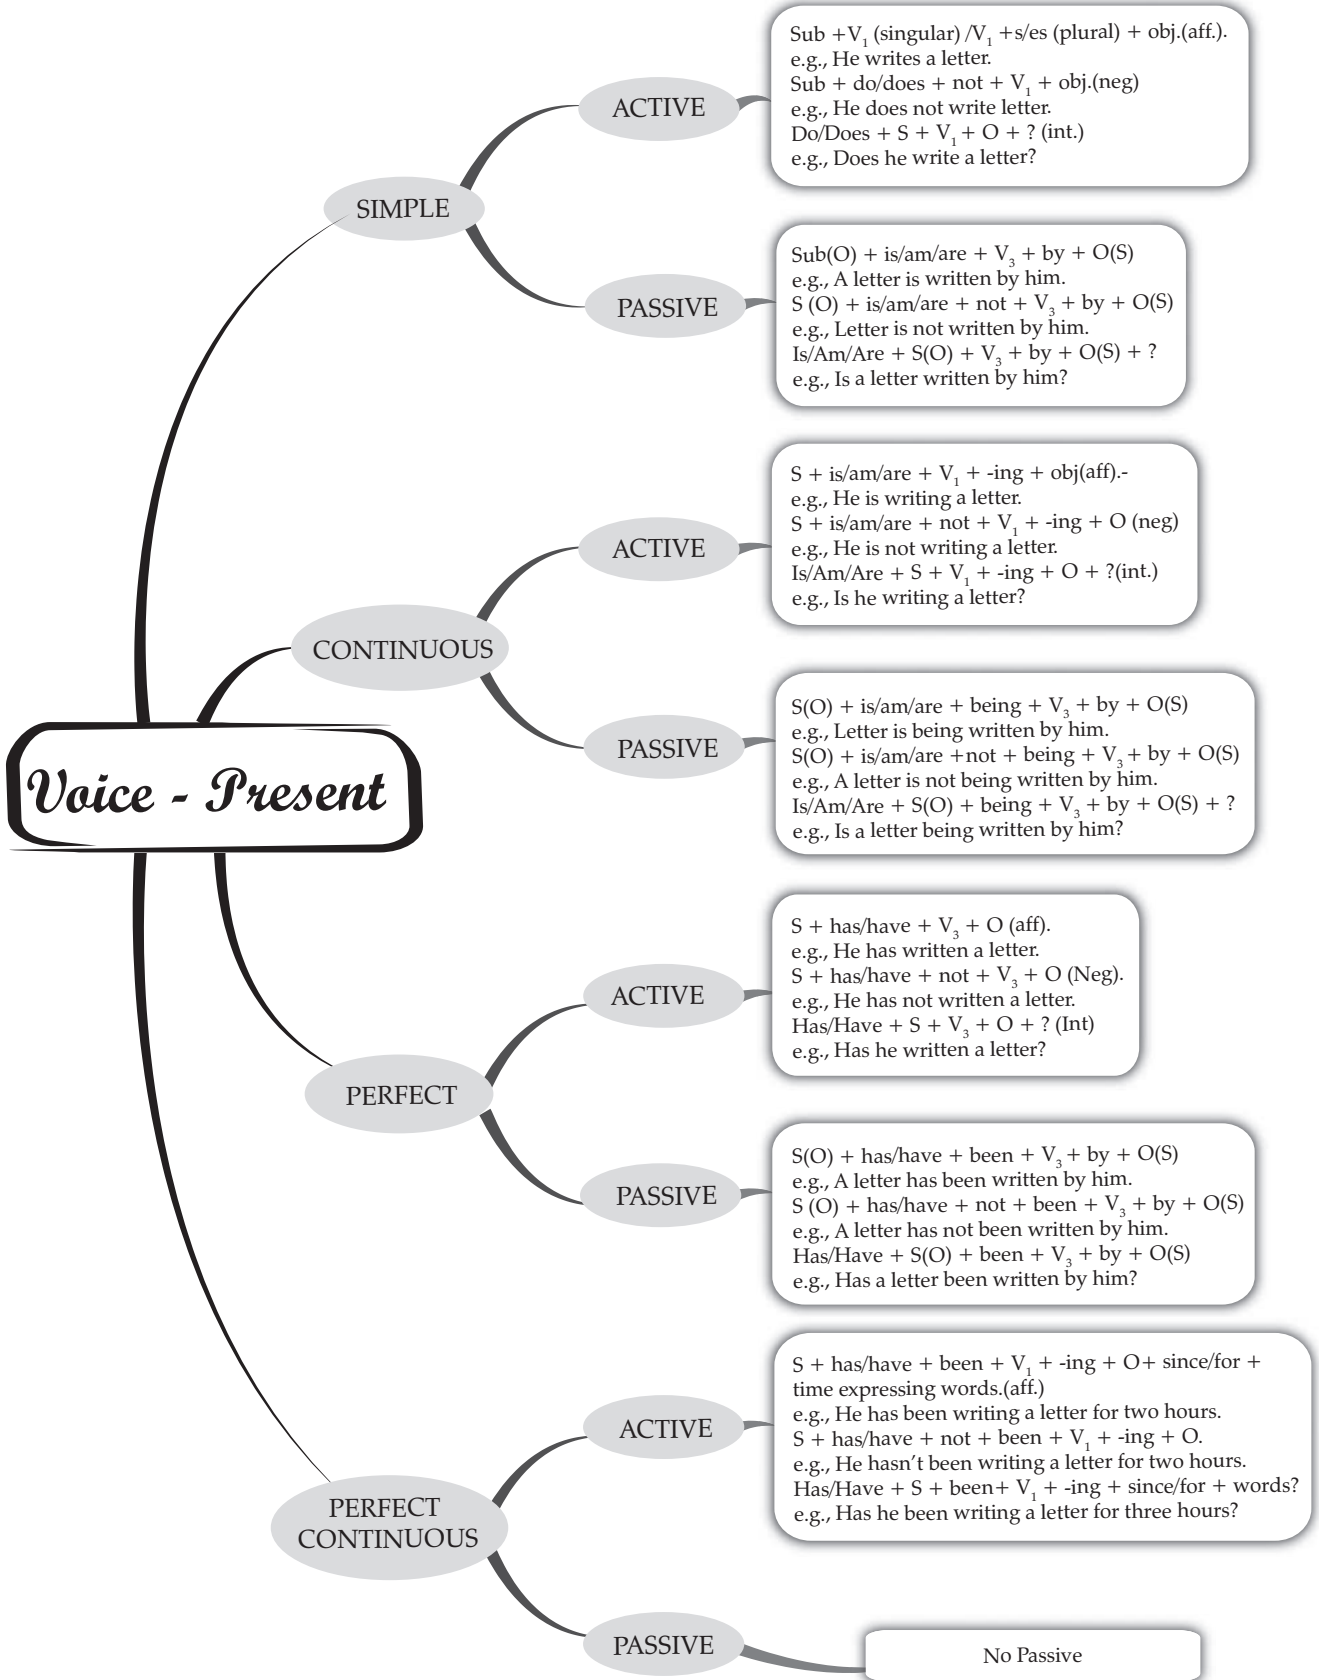 Voice - Present
SIMPLE
ACTIVE
Sub +V1 (singular) /V1 +s/es (plural) + obj.(aff.).
e.g., He writes a letter.
Sub + do/does + not + V1 + obj.(neg)
e.g., He does not write letter.
Do/Does + S + V1 + O + ? (int.)
e.g., Does he write a letter?
PASSIVE
Sub(O) + is/am/are + V3 + by + O(S)
e.g., A letter is written by him.
S (O) + is/am/are + not + V3 + by + O(S)
e.g., Letter is not written by him.
Is/Am/Are + S(O) + V3 + by + O(S) + ?
e.g., Is a letter written by him?
CONTINUOUS
ACTIVE
S + is/am/are + V1 + -ing + obj(aff).-
e.g., He is writing a letter.
S + is/am/are + not + V1 + -ing + O (neg)
e.g., He is not writing a letter.
Is/Am/Are + S + V1 + -ing + O + ?(int.)
e.g., Is he writing a letter?
PASSIVE
S(O) + is/am/are + being + V3 + by + O(S)
e.g., Letter is being written by him.
S(O) + is/am/are +not + being + V3 + by + O(S)
e.g., A letter is not being written by him.
Is/Am/Are + S(O) + being + V3 + by + O(S) + ?
e.g., Is a letter being written by him?
PERFECT
ACTIVE
S + has/have + V3 + O (aff).
e.g., He has written a letter.
S + has/have + not + V3 + O (Neg).
e.g., He has not written a letter.
Has/Have + S + V3 + O + ? (Int)
e.g., Has he written a letter?
PASSIVE
S(O) + has/have + been + V3 + by + O(S)
e.g., A letter has been written by him.
S (O) + has/have + not + been + V3 + by + O(S)
e.g., A letter has not been written by him.
Has/Have + S(O) + been + V3 + by + O(S)
e.g., Has a letter been written by him?
PERFECT
CONTINUOUS
ACTIVE
S + has/have + been + V1 + -ing + O+ since/for +
time expressing words.(aff.)
e.g., He has been writing a letter for two hours.
S + has/have + not + been + V1 + -ing + O.
e.g., He hasn't been writing a letter for two hours.
Has/Have + S + been+ V1 + -ing + since/for + words?
e.g., Has he been writing a letter for three hours?
PASSIVE
No Passive